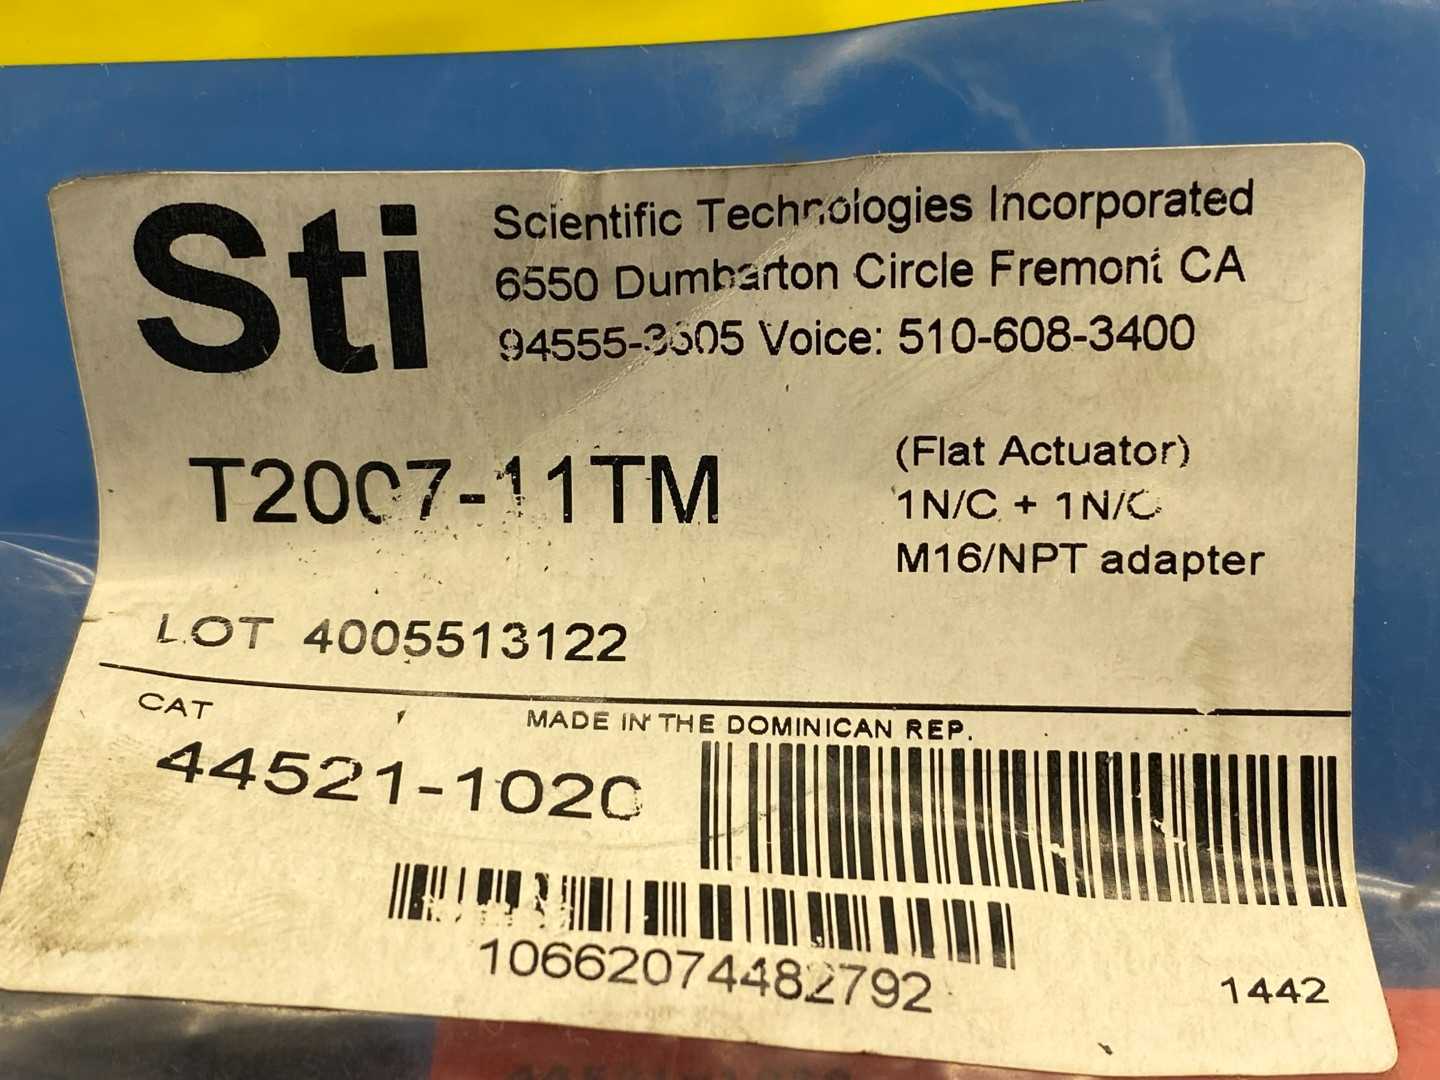 Sti
Scientific Technologies Incorporated
6550 Dumbarton Circle Fremont CA
94555-3605 Voice: 510-608-3400
T2007-11TM
(Flat Actuator)
1N/C + 1N/C
M16/NPT adapter
LOT 4005513122
CAT
MADE IN THE DOMINICAN REP.
44521-1020
10662074482792
1442